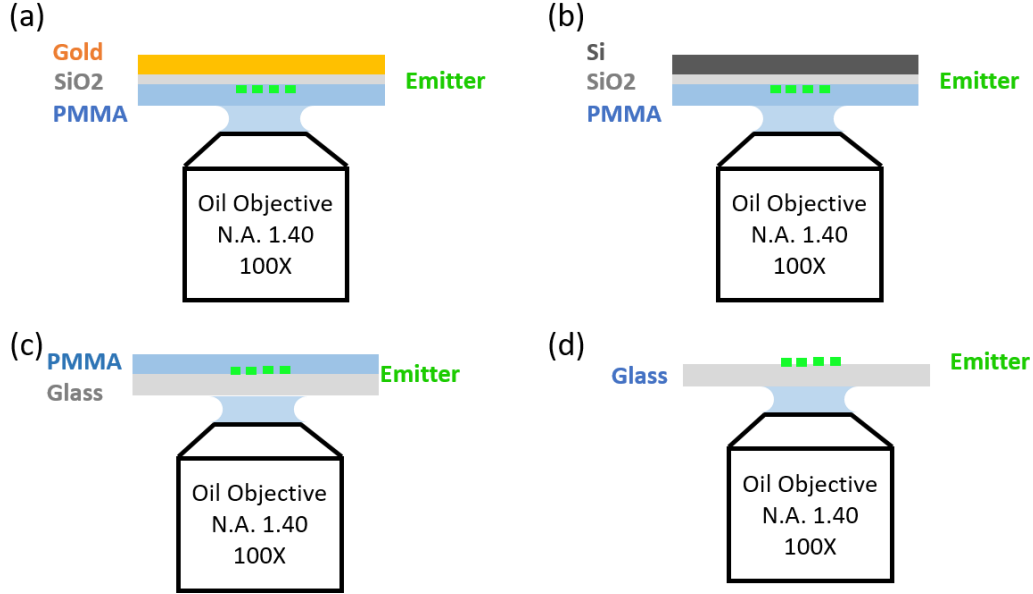 (a)
Gold
SiO2
PMMA
Emitter
Oil Objective
N.A. 1.40
100X
(b)
Si
SiO2
PMMA
Emitter
Oil Objective
N.A. 1.40
100X
(c)
PMMA
Glass
Emitter
Oil Objective
N.A. 1.40
100X
(d)
Glass
Emitter
Oil Objective
N.A. 1.40
100X